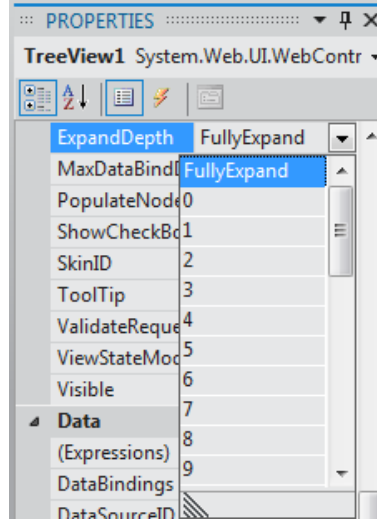 PROPERTIES
TreeView1 System.Web.UI.WebContr
ExpandDepth FullyExpand
MaxDataBind FullyExpand
PopulateNode 0
ShowCheckBo 1
SkinID 2
ToolTip 3
ValidateReque 4
ViewStateMod 5
Visible 6
7
Data
8
(Expressions)
9
DataBindings
DataSourceID